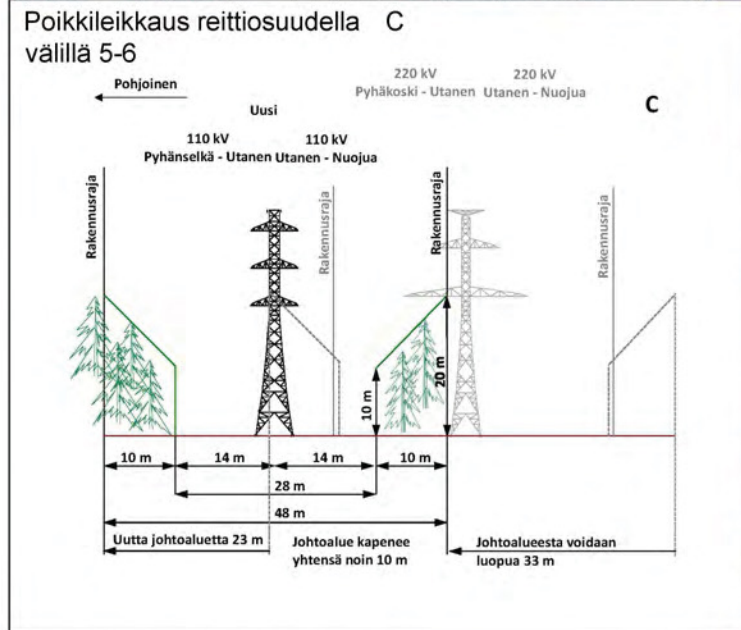 Poikkileikkaus reittiosuudella C
välillä 5-6
220 kV 220 kV
Pyhäkoski - Utanen Utanen - Nuojua
Pohjoinen
C
Uusi
110 kV 110 kV
Pyhänselkä - Utanen Utanen - Nuojua
Rakennusraja
Rakennusraja
Rakennusraja
Rakennusraja
10 m
20 m
10 m 14 m 14 m 10 m
28 m
48 m
Uutta johtoaluetta 23 m
Johtoalue kapenee
yhtensä noin 10 m
Johtoalueesta voidaan
luopua 33 m